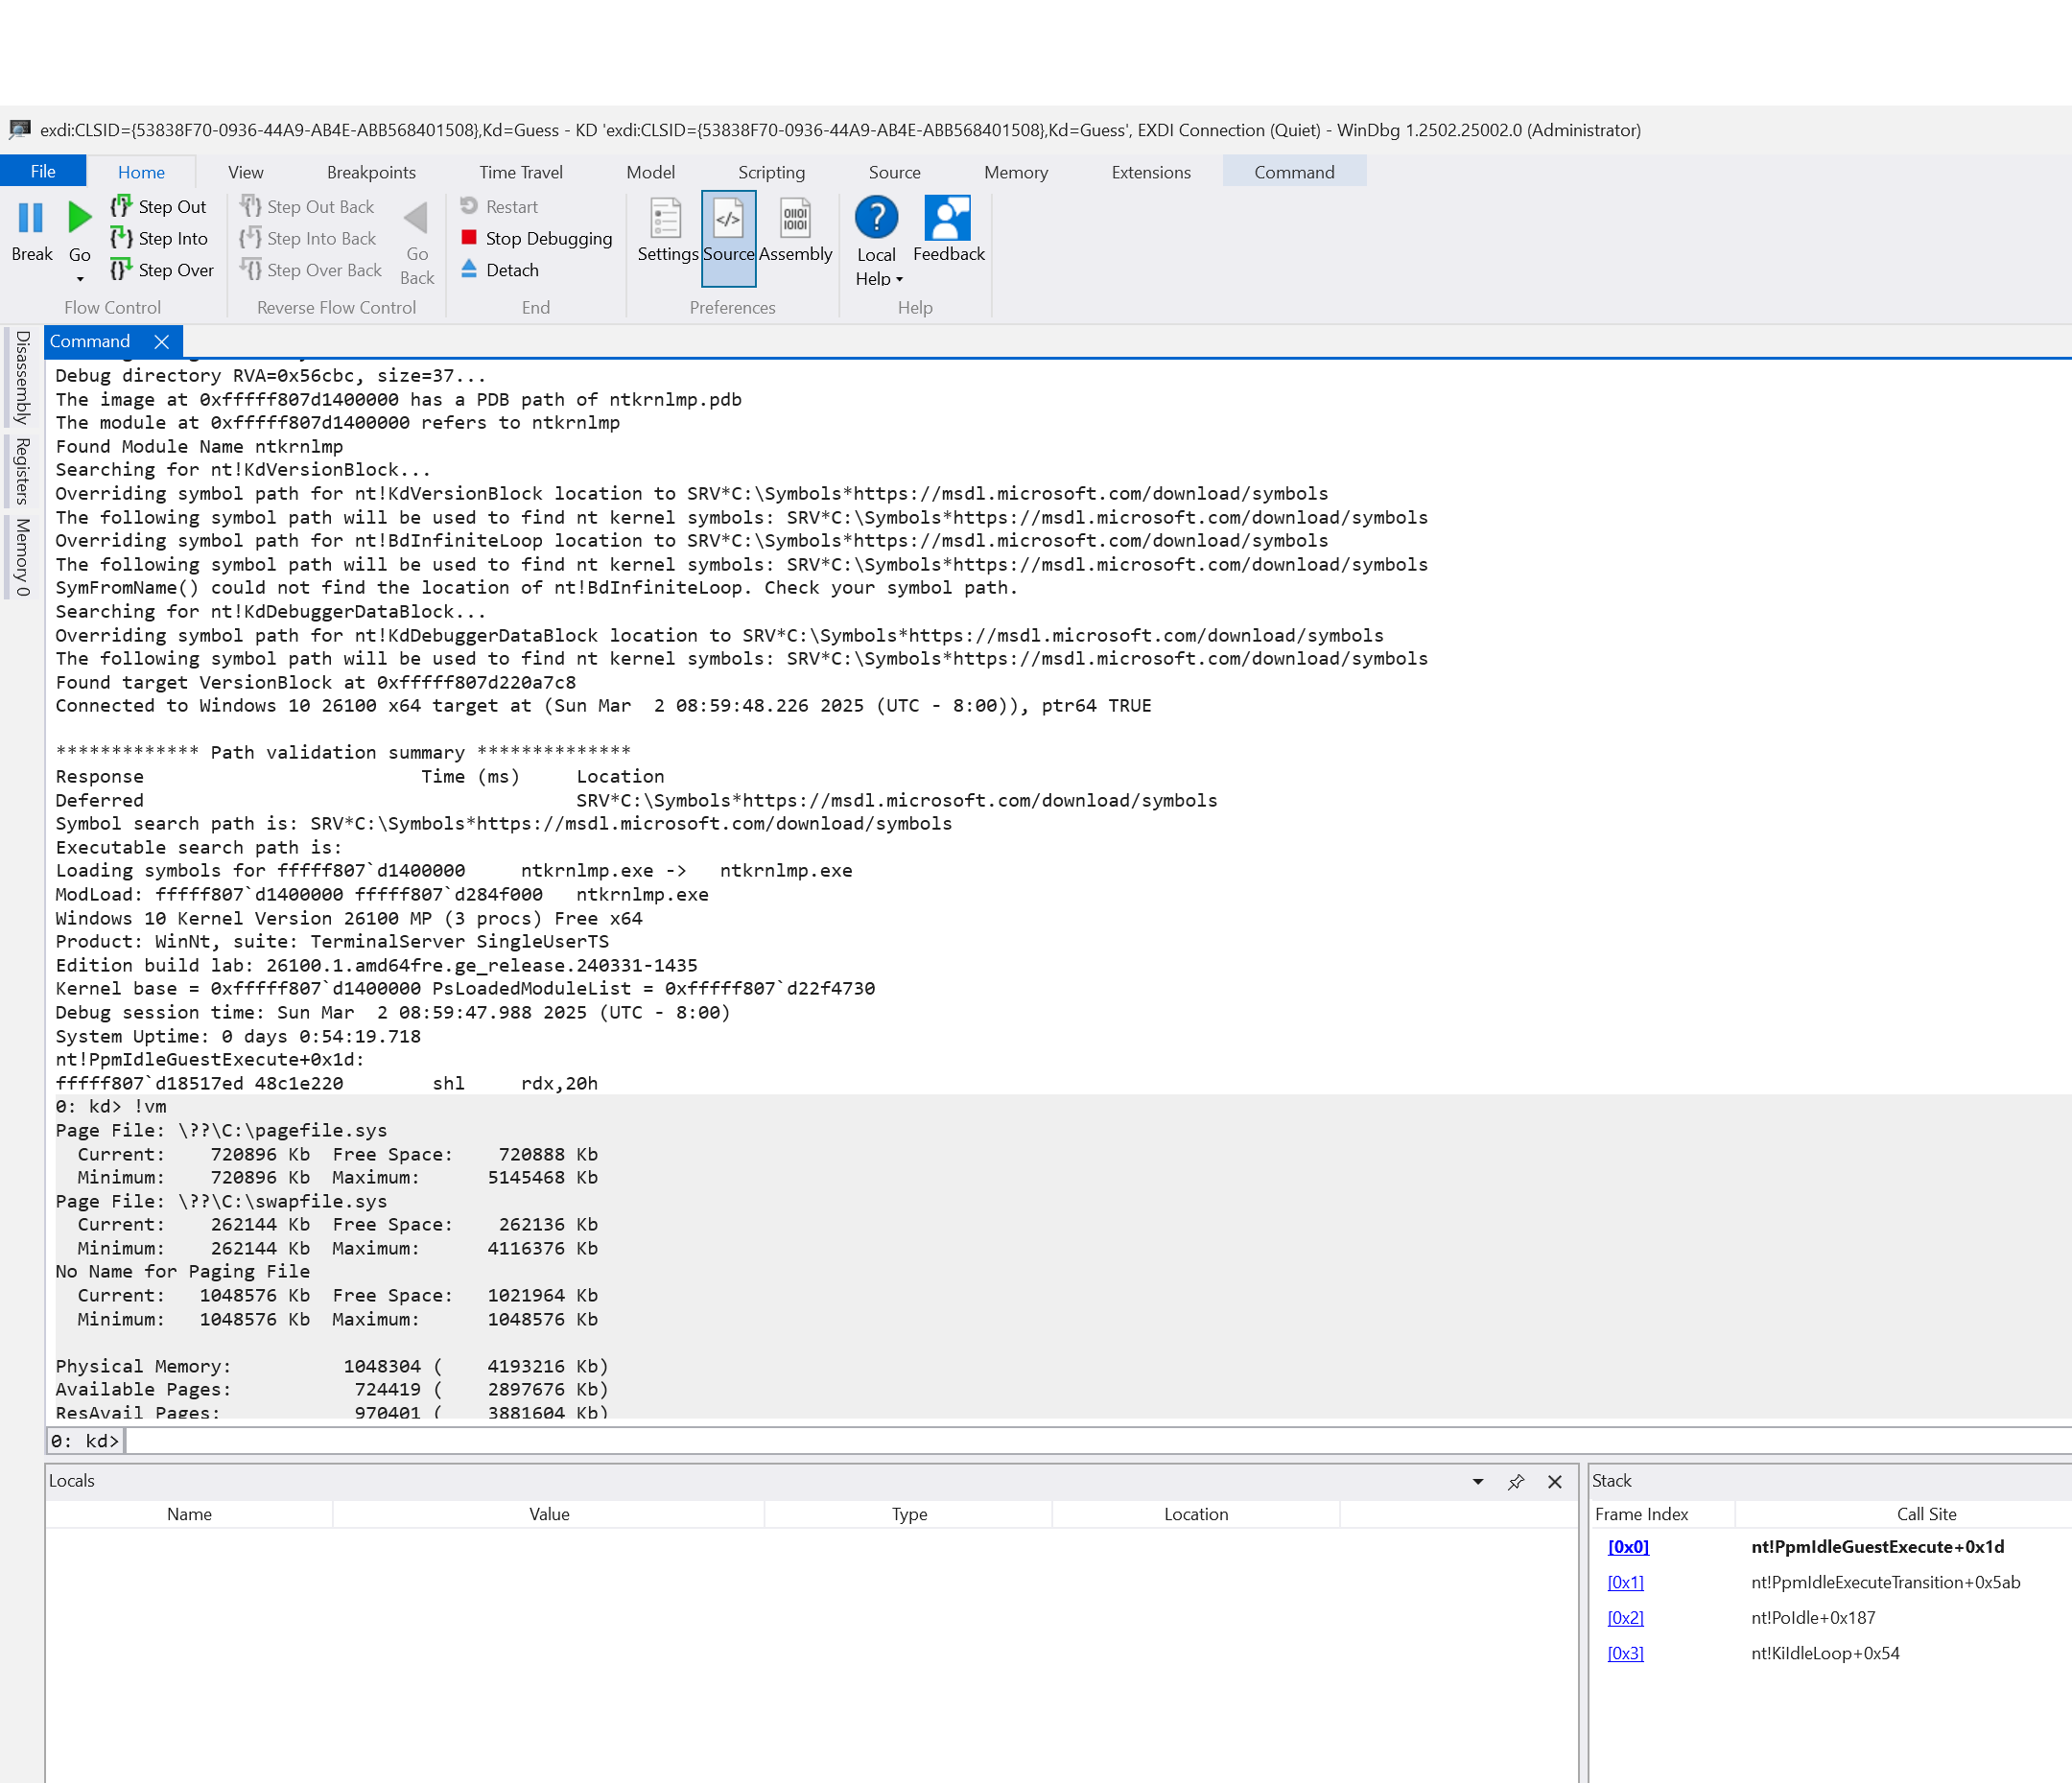 exdi:CLSID={53838F70-0936-44A9-AB4E-ABB568401508},Kd=Guess - KD 'exdi:CLSID={53838F70-0936-44A9-AB4E-ABB568401508},Kd=Guess', EXDI Connection (Quiet) - WinDbg 1.2502.25002.0 (Administrator)
File Home View Breakpoints Time Travel Model Scripting Source Memory Extensions Command
Break
Go
Step Out
Step Into
Step Over
Flow Control
Step Out Back
Step Into Back
Step Over Back
Go Back
Reverse Flow Control
Restart
Stop Debugging
Detach
End
Settings Source Assembly
Preferences
Local Help
Feedback
Help
Disassembly
Registers
Memory 0
Command
Debug directory RVA=0x56cbc, size=37...
The image at 0xfffff807d1400000 has a PDB path of ntkrnlmp.pdb
The module at 0xfffff807d1400000 refers to ntkrnlmp
Found Module Name ntkrnlmp
Searching for nt!KdVersionBlock...
Overriding symbol path for nt!KdVersionBlock location to SRV*C:\Symbols*https://msdl.microsoft.com/download/symbols
The following symbol path will be used to find nt kernel symbols: SRV*C:\Symbols*https://msdl.microsoft.com/download/symbols
Overriding symbol path for nt!BdInfiniteLoop location to SRV*C:\Symbols*https://msdl.microsoft.com/download/symbols
The following symbol path will be used to find nt kernel symbols: SRV*C:\Symbols*https://msdl.microsoft.com/download/symbols
SymFromName() could not find the location of nt!BdInfiniteLoop. Check your symbol path.
Searching for nt!KdDebuggerDataBlock...
Overriding symbol path for nt!KdDebuggerDataBlock location to SRV*C:\Symbols*https://msdl.microsoft.com/download/symbols
The following symbol path will be used to find nt kernel symbols: SRV*C:\Symbols*https://msdl.microsoft.com/download/symbols
Found target VersionBlock at 0xfffff807d220a7c8
Connected to Windows 10 26100 x64 target at (Sun Mar  2 08:59:48.226 2025 (UTC - 8:00)), ptr64 TRUE
************* Path validation summary **************
Response                         Time (ms)     Location
Deferred                                       SRV*C:\Symbols*https://msdl.microsoft.com/download/symbols
Symbol search path is: SRV*C:\Symbols*https://msdl.microsoft.com/download/symbols
Executable search path is:
Loading symbols for fffff807`d1400000     ntkrnlmp.exe ->   ntkrnlmp.exe
ModLoad: fffff807`d1400000 fffff807`d284f000   ntkrnlmp.exe
Windows 10 Kernel Version 26100 MP (3 procs) Free x64
Product: WinNt, suite: TerminalServer SingleUserTS
Edition build lab: 26100.1.amd64fre.ge_release.240331-1435
Kernel base = 0xfffff807`d1400000 PsLoadedModuleList = 0xfffff807`d22f4730
Debug session time: Sun Mar  2 08:59:47.988 2025 (UTC - 8:00)
System Uptime: 0 days 0:54:19.718
nt!PpmIdleGuestExecute+0x1d:
fffff807`d18517ed 48c1e220        shl     rdx,20h
0: kd> !vm
Page File: \??\C:\pagefile.sys
  Current:    720896 Kb  Free Space:    720888 Kb
  Minimum:    720896 Kb  Maximum:      5145468 Kb
Page File: \??\C:\swapfile.sys
  Current:    262144 Kb  Free Space:    262136 Kb
  Minimum:    262144 Kb  Maximum:      4116376 Kb
No Name for Paging File
  Current:   1048576 Kb  Free Space:   1021964 Kb
  Minimum:   1048576 Kb  Maximum:      1048576 Kb
Physical Memory:          1048304 (    4193216 Kb)
Available Pages:           724419 (    2897676 Kb)
ResAvail Pages:            970401 (    3881604 Kb)
0: kd>
Locals
Name Value Type Location
Stack
Frame Index Call Site
[0x0] nt!PpmIdleGuestExecute+0x1d
[0x1] nt!PpmIdleExecuteTransition+0x5ab
[0x2] nt!PoIdle+0x187
[0x3] nt!KiIdleLoop+0x54